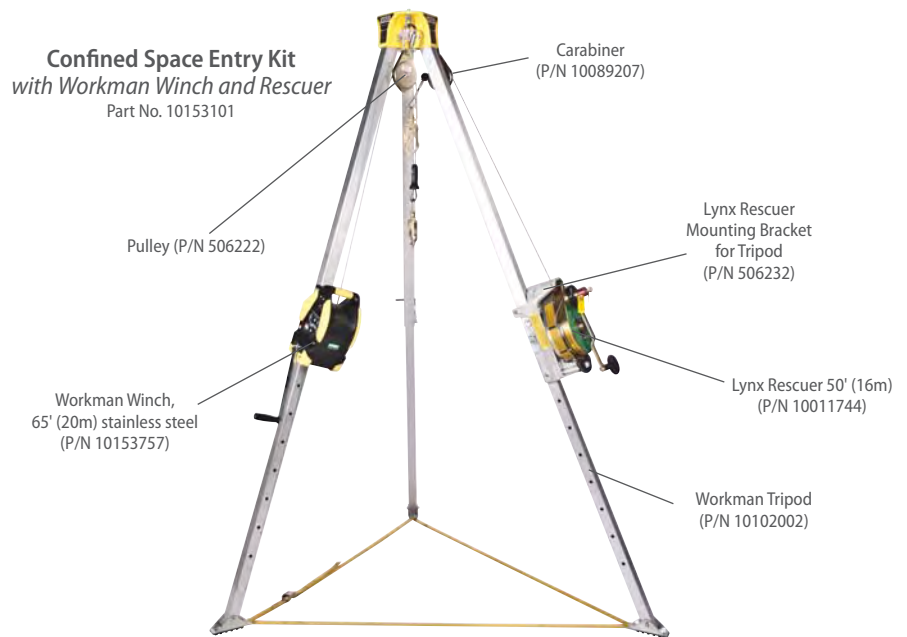 Confined Space Entry Kit
with Workman Winch and Rescuer
Part No. 10153101
Carabiner
(P/N 10089207)
Pulley (P/N 506222)
Lynx Rescuer
Mounting Bracket
for Tripod
(P/N 506232)
Workman Winch,
65' (20m) stainless steel
(P/N 10153757)
Lynx Rescuer 50' (16m)
(P/N 10011744)
Workman Tripod
(P/N 10102002)